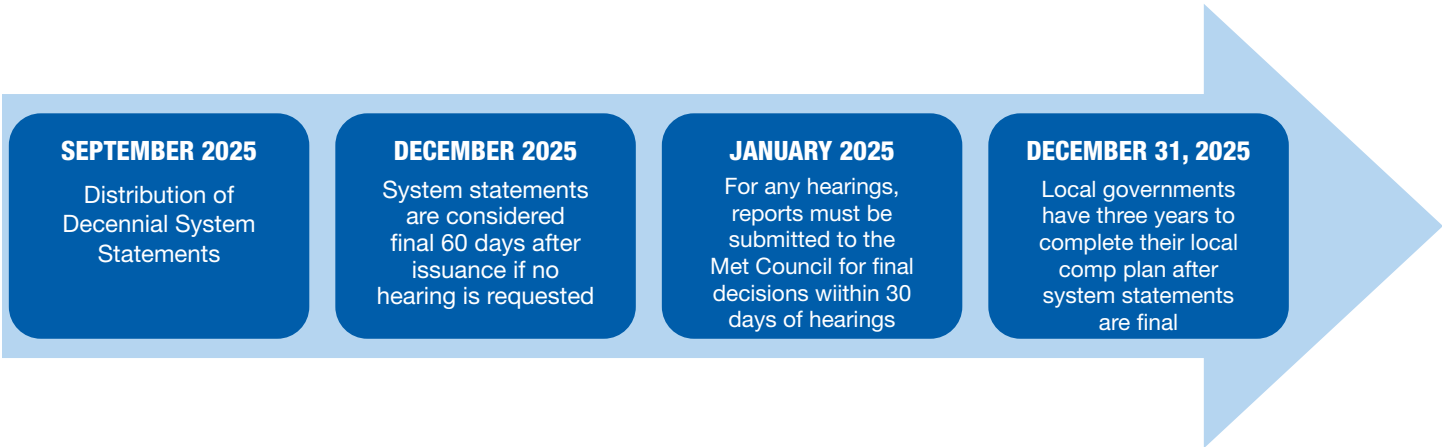 SEPTEMBER 2025
Distribution of
Decennial System
Statements
DECEMBER 2025
System statements
are considered
final 60 days after
issuance if no
hearing is requested
JANUARY 2025
For any hearings,
reports must be
submitted to the
Met Council for final
decisions wiithin 30
days of hearings
DECEMBER 31, 2025
Local governments
have three years to
complete their local
comp plan after
system statements
are final